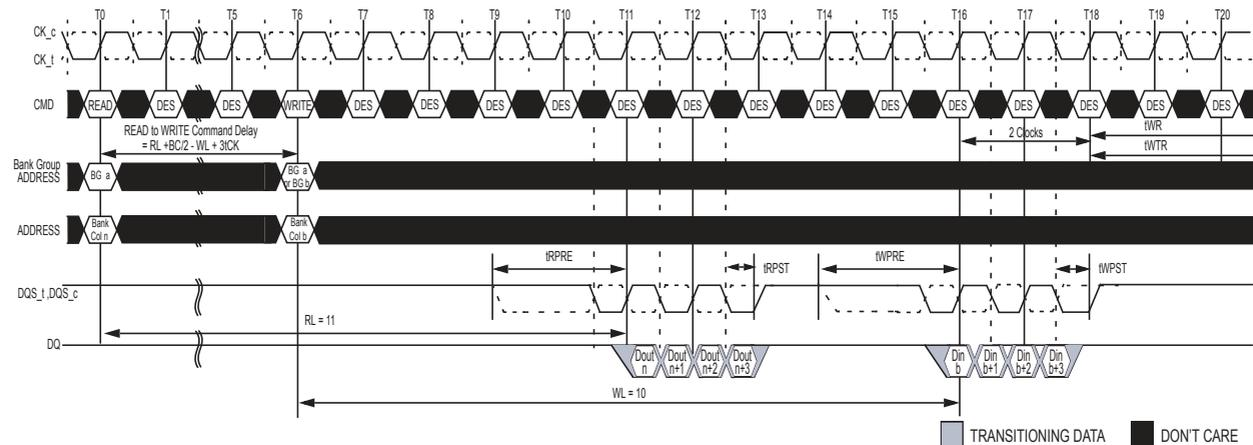 T0 T1 T5 T6 T7 T8 T9 T10 T11 T12 T13 T14 T15 T16 T17 T18 T19 T20
CK_c
CK_t
CMD READ DES DES WRITE DES DES DES DES DES DES DES DES DES DES DES DES DES DES
READ to WRITE Command Delay
= RL +BC/2 - WL + 3tCK
2 Clocks
tWR
tWTR
Bank Group
ADDRESS
BG a
BG a
or BG b
ADDRESS
Bank
Col n
Bank
Col b
tRPRE tRPST tWPRE tWPST
DQS_t ,DQS_c
RL = 11
DQ
Dout Dout Dout Dout Din Din Din Din
n n+1 n+2 n+3 b b+1 b+2 b+3
WL = 10
TRANSITIONING DATA DON'T CARE